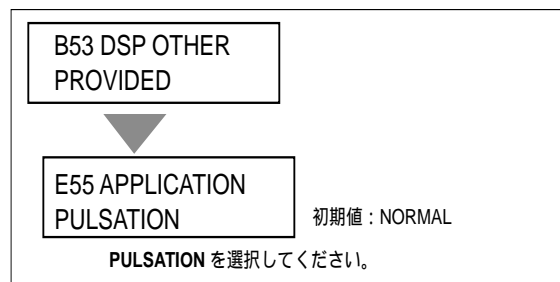 B53 DSP OTHER
PROVIDED
E55 APPLICATION
PULSATION
初期値：NORMAL
PULSATION を選択してください。